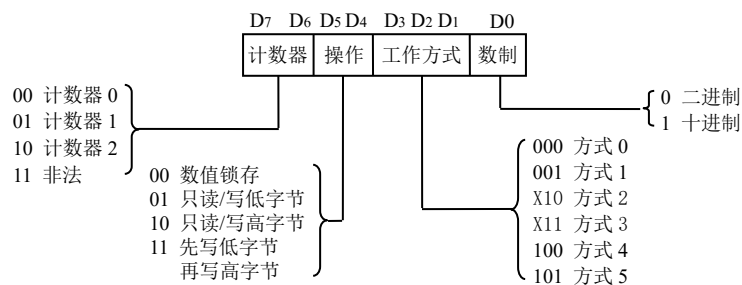 D7 D6 D5 D4 D3 D2 D1 D0
计数器 操作 工作方式 数制
00 计数器 0
01 计数器 1
10 计数器 2
11 非法
00 数值锁存
01 只读/写低字节
10 只读/写高字节
11 先写低字节
再写高字节
000 方式 0
001 方式 1
X10 方式 2
X11 方式 3
100 方式 4
101 方式 5
0 二进制
1 十进制